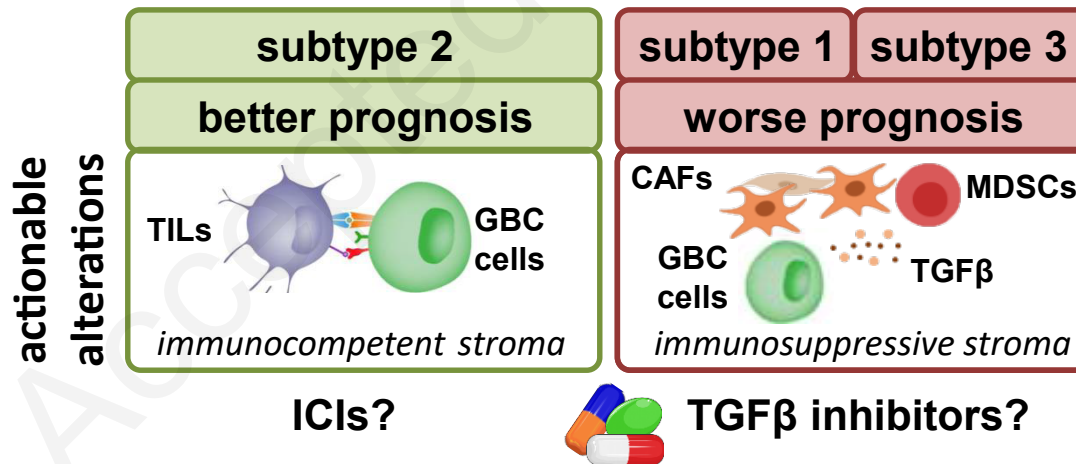 subtype 2
better prognosis
TILs
GBC
cells
immunocompetent stroma
ICIs?
subtype 1
subtype 3
worse prognosis
CAFs
MDSCs
GBC
cells
TGFβ
immunosuppressive stroma
TGFβ inhibitors?
actionable
alterations
Accepted